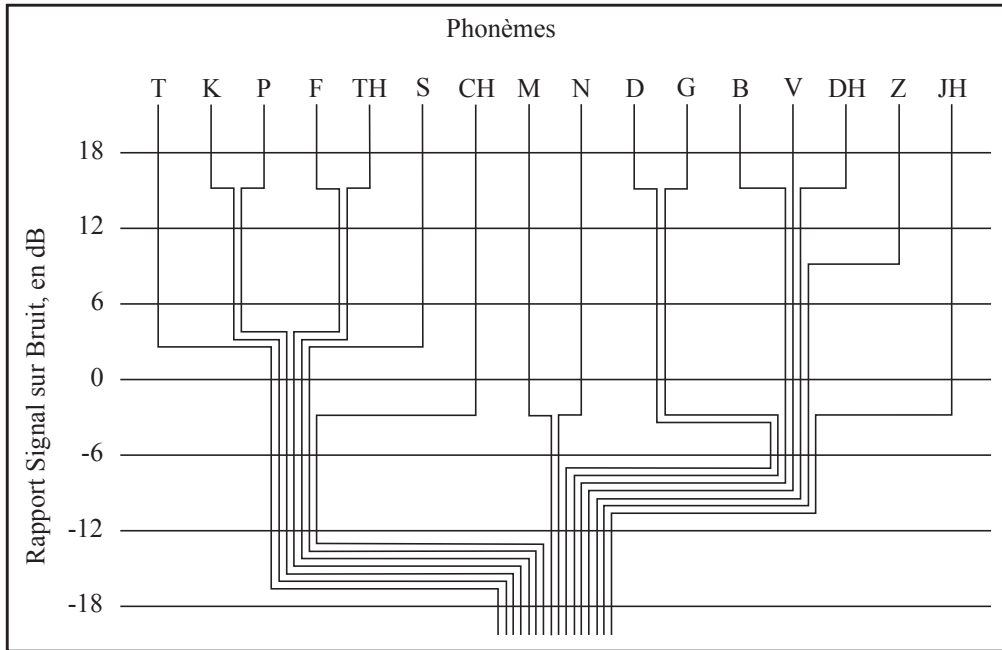 Phonèmes
T K P F TH S CH M N D G B V DH Z JH
18
12
6
0
-6
-12
-18
Rapport Signal sur Bruit, en dB